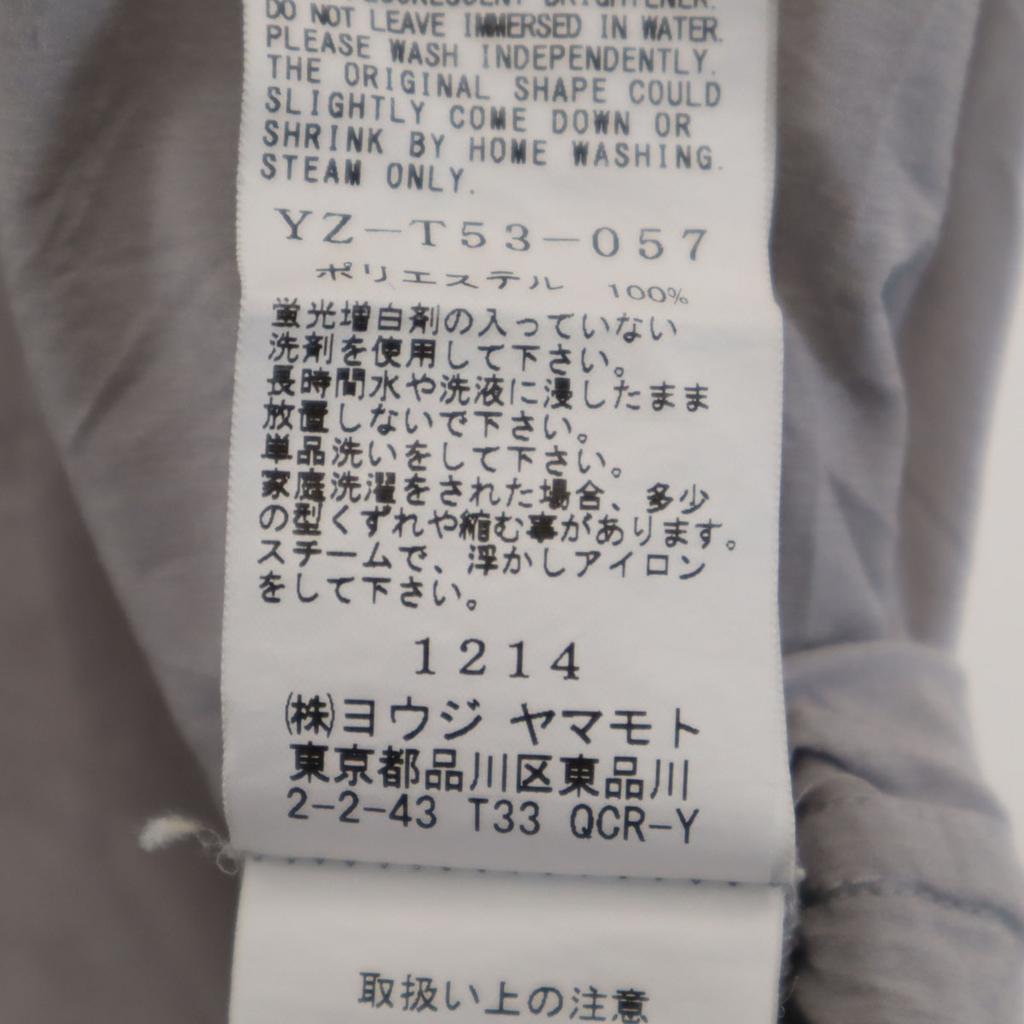 BRIGHTENER.
DO NOT LEAVE IMMERSED IN WATER.
PLEASE WASH INDEPENDENTLY.
THE ORIGINAL SHAPE COULD
SLIGHTLY COME DOWN OR
SHRINK BY HOME WASHING.
STEAM ONLY.
YZ-T53-057
ポリエステル 100%
蛍光増白剤の入っていない
洗剤を使用して下さい。
長時間水や洗液に浸したまま
放置しないで下さい。
単品洗いをして下さい。
家庭洗濯をされた場合、多少
の型くずれや縮む事があります。
スチームで、浮かしアイロン
をして下さい。
1214
㈱ヨウジ ヤマモト
東京都品川区東品川
2-2-43 T33 QCR-Y
取扱い上の注意